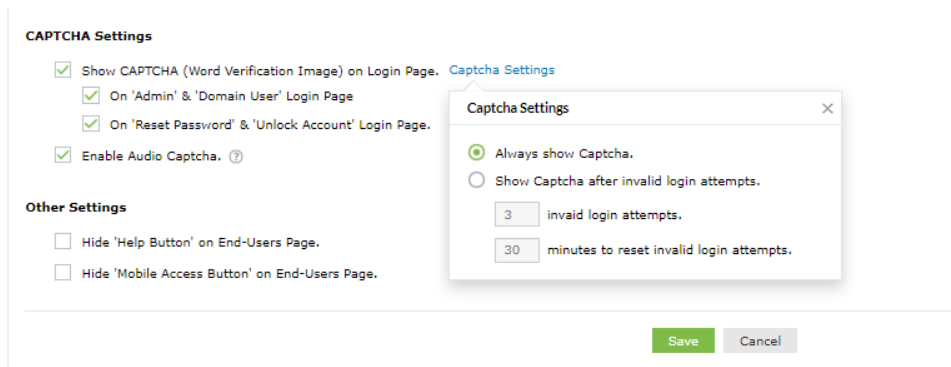 CAPTCHA Settings
Show CAPTCHA (Word Verification Image) on Login Page. Captcha Settings
On 'Admin' & 'Domain User' Login Page
On 'Reset Password' & 'Unlock Account' Login Page.
Enable Audio Captcha. ?
Captcha Settings ×
Always show Captcha.
Show Captcha after invalid login attempts.
3 invaid login attempts.
30 minutes to reset invalid login attempts.
Other Settings
Hide 'Help Button' on End-Users Page.
Hide 'Mobile Access Button' on End-Users Page.
Save Cancel